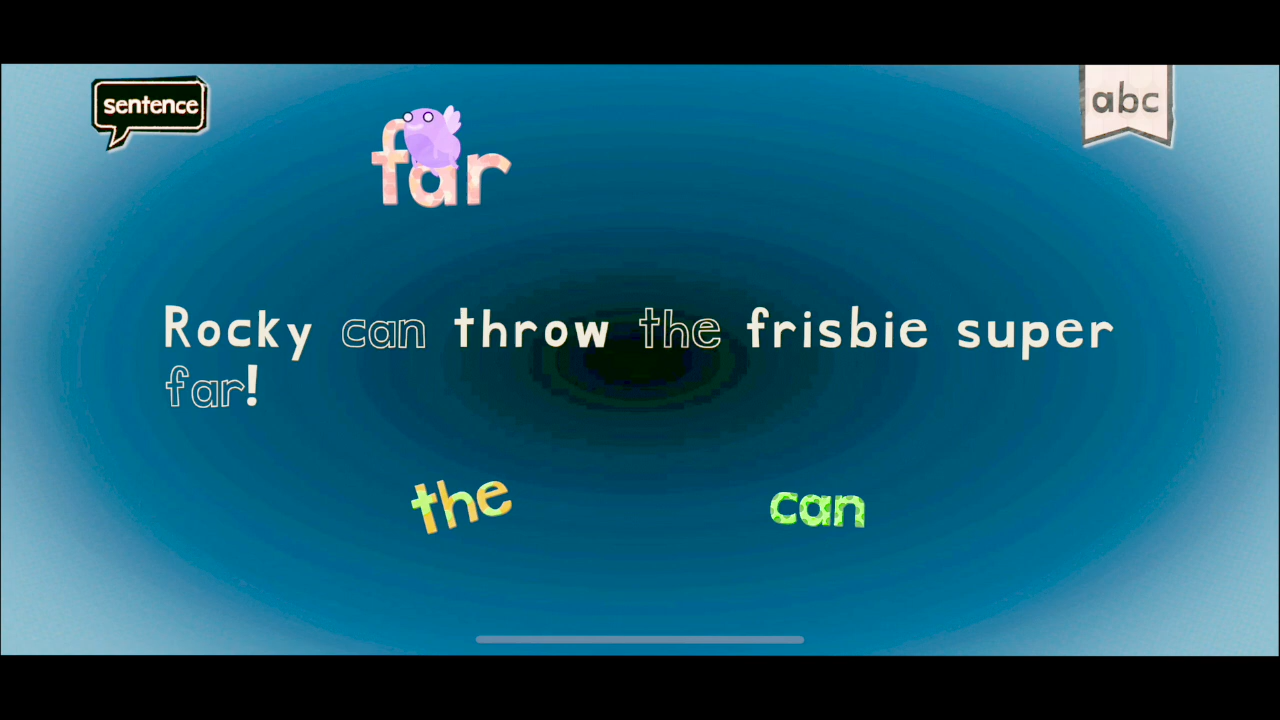 sentence
abc
far
Rocky can throw the frisbie super
far!
the
can